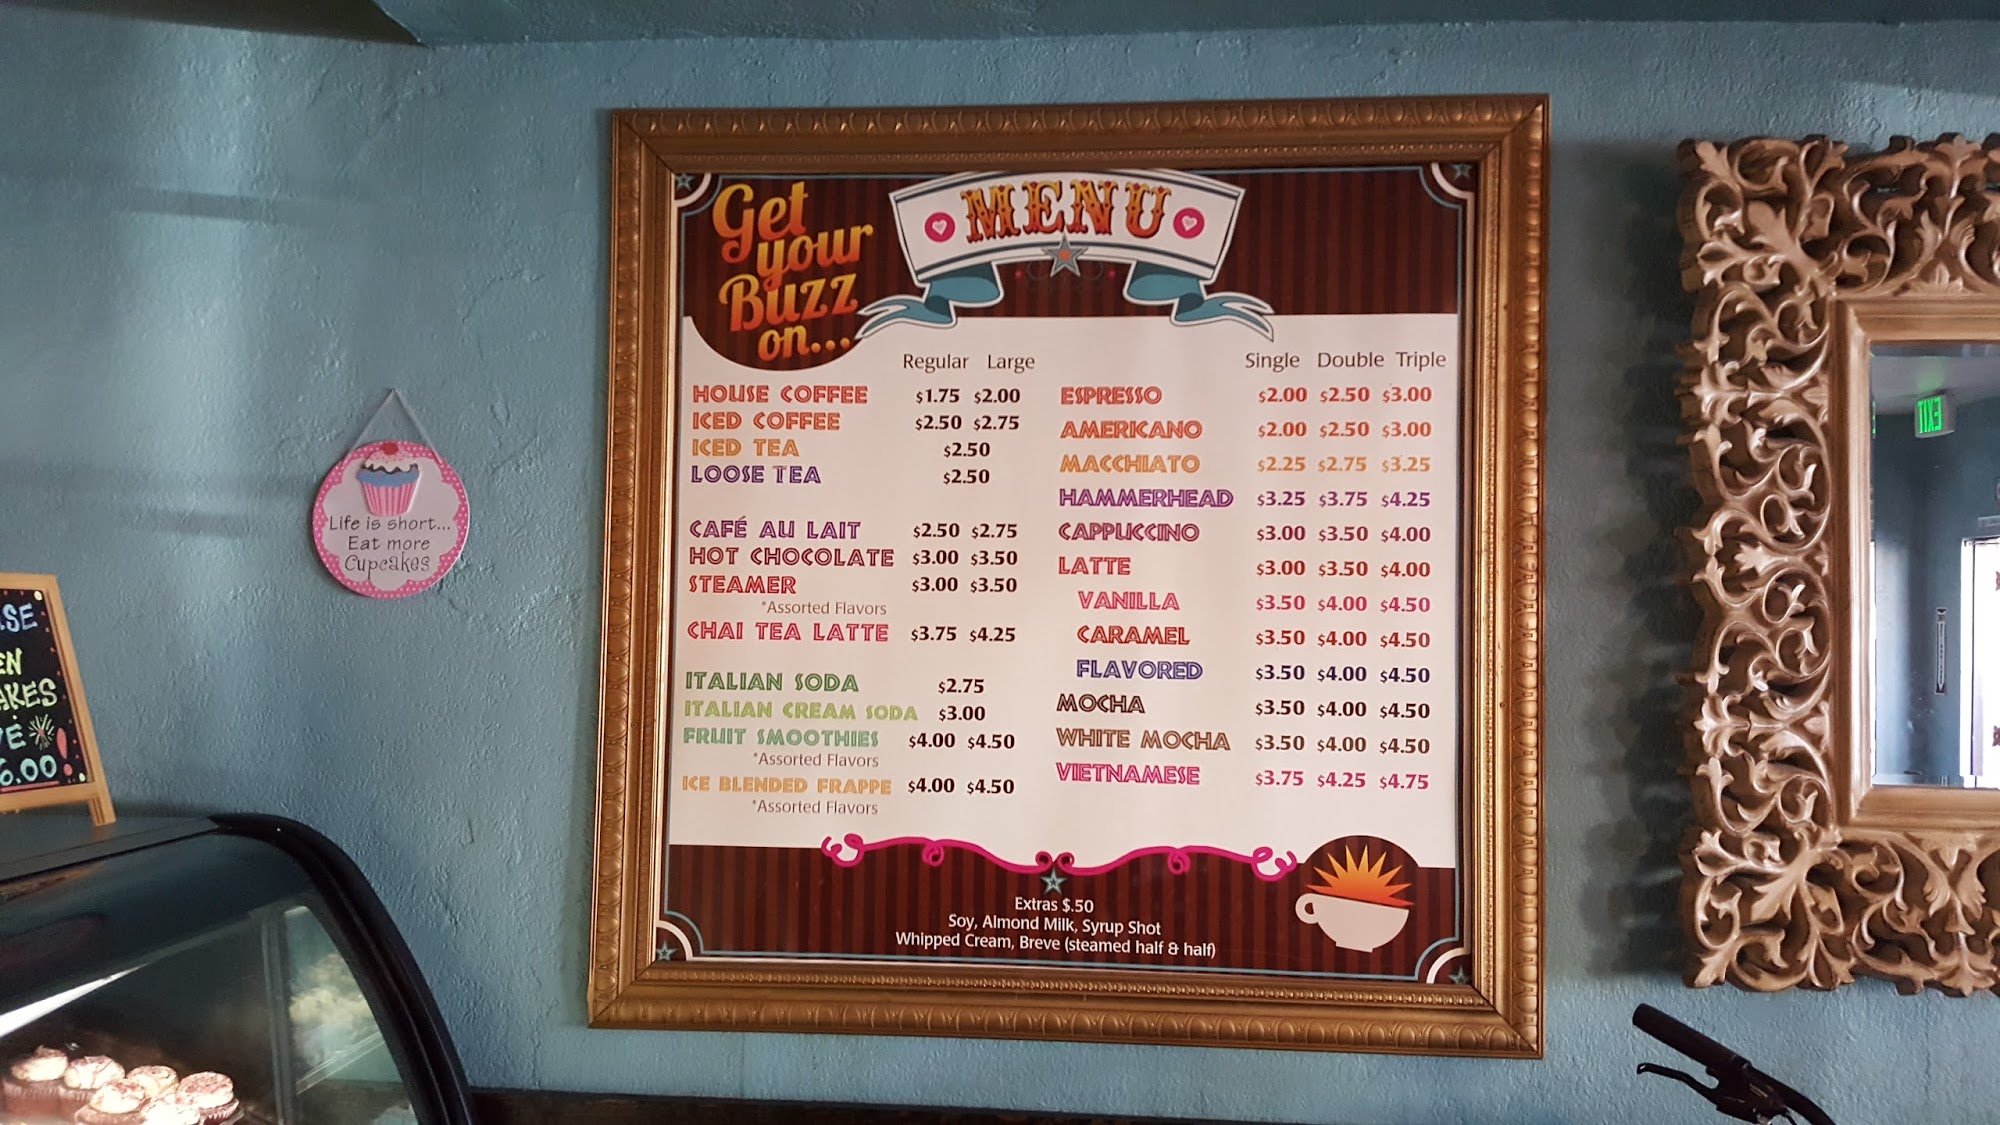 Get
your
Buzz
on...
MENU
Regular Large
HOUSE COFFEE $1.75 $2.00
ICED COFFEE $2.50 $2.75
ICED TEA $2.50
LOOSE TEA $2.50
CAFÉ AU LAIT $2.50 $2.75
HOT CHOCOLATE $3.00 $3.50
STEAMER $3.00 $3.50
*Assorted Flavors
CHAI TEA LATTE $3.75 $4.25
ITALIAN SODA $2.75
ITALIAN CREAM SODA $3.00
FRUIT SMOOTHIES $4.00 $4.50
*Assorted Flavors
ICE BLENDED FRAPPE $4.00 $4.50
*Assorted Flavors
Single Double Triple
ESPRESSO $2.00 $2.50 $3.00
AMERICANO $2.00 $2.50 $3.00
MACCHIATO $2.25 $2.75 $3.25
HAMMERHEAD $3.25 $3.75 $4.25
CAPPUCCINO $3.00 $3.50 $4.00
LATTE $3.00 $3.50 $4.00
VANILLA $3.50 $4.00 $4.50
CARAMEL $3.50 $4.00 $4.50
FLAVORED $3.50 $4.00 $4.50
MOCHA $3.50 $4.00 $4.50
WHITE MOCHA $3.50 $4.00 $4.50
VIETNAMESE $3.75 $4.25 $4.75
Extras $.50
Soy, Almond Milk, Syrup Shot
Whipped Cream, Breve (steamed half & half)
Life is short...
Eat more
Cupcakes
EXIT